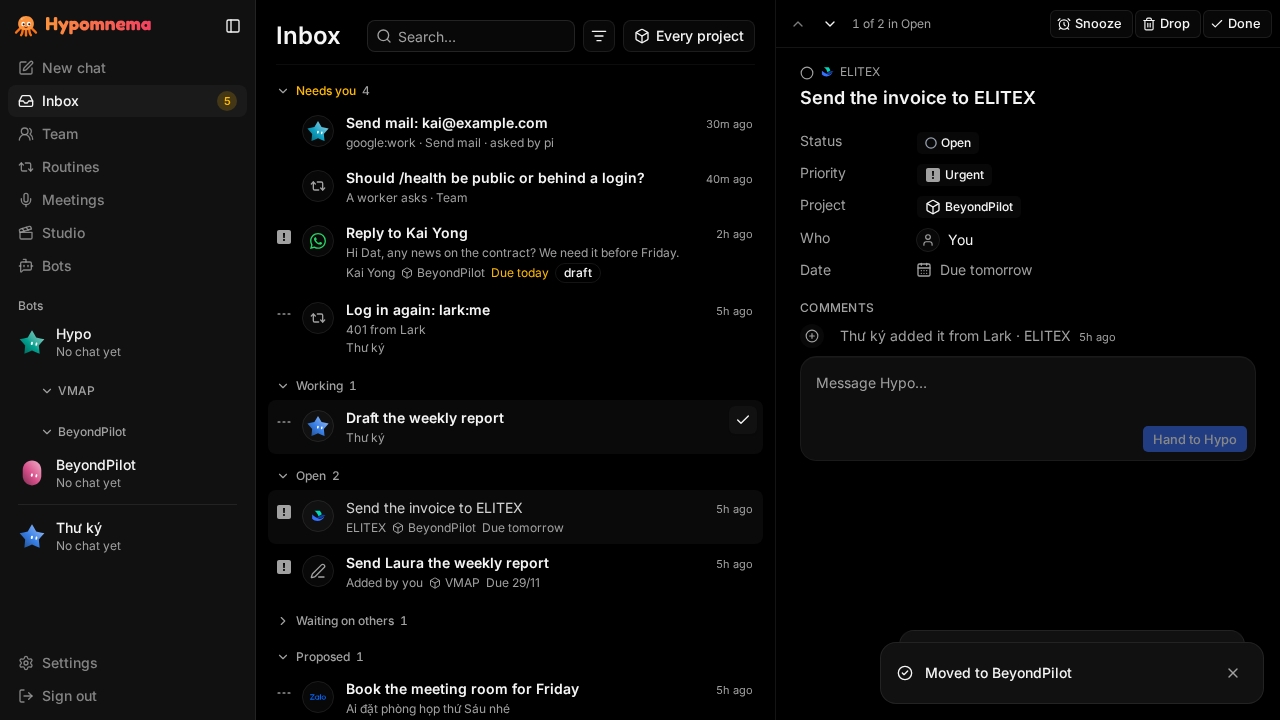 Hypomnema
New chat
Inbox
5
Team
Routines
Meetings
Studio
Bots
Bots
Hypo
No chat yet
VMAP
BeyondPilot
BeyondPilot
No chat yet
Thư ký
No chat yet
Settings
Sign out
Inbox
Search...
Every project
Needs you 4
Send mail: kai@example.com
30m ago
google:work · Send mail · asked by pi
Should /health be public or behind a login?
40m ago
A worker asks · Team
Reply to Kai Yong
2h ago
Hi Dat, any news on the contract? We need it before Friday.
Kai Yong BeyondPilot Due today draft
Log in again: lark:me
5h ago
401 from Lark
Thư ký
Working 1
Draft the weekly report
Thư ký
Open 2
Send the invoice to ELITEX
5h ago
ELITEX BeyondPilot Due tomorrow
Send Laura the weekly report
5h ago
Added by you VMAP Due 29/11
Waiting on others 1
Proposed 1
Zalo
Book the meeting room for Friday
5h ago
Ai đặt phòng họp thứ Sáu nhé
1 of 2 in Open
Snooze
Drop
Done
ELITEX
Send the invoice to ELITEX
Status Open
Priority Urgent
Project BeyondPilot
Who You
Date Due tomorrow
COMMENTS
Thư ký added it from Lark · ELITEX 5h ago
Message Hypo...
Hand to Hypo
Moved to BeyondPilot